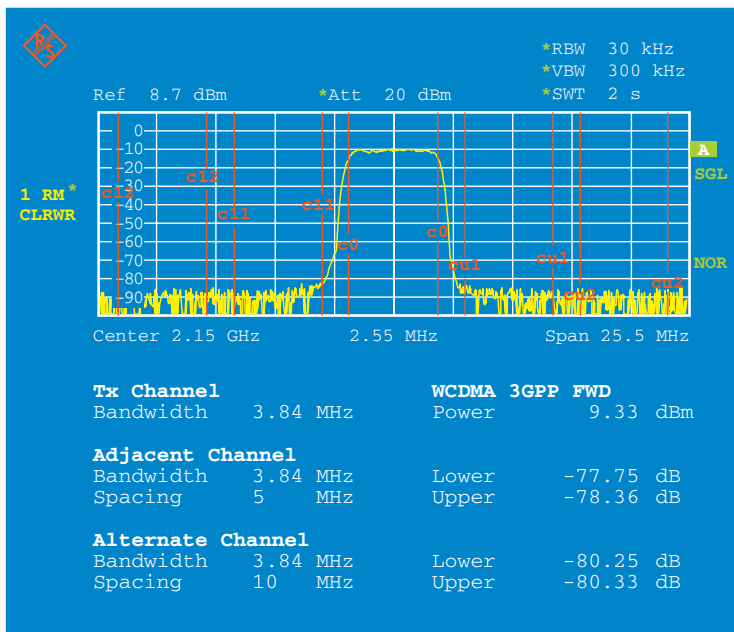 R&S
*RBW 30 kHz
*VBW 300 kHz
Ref 8.7 dBm *Att 20 dBm *SWT 2 s
0
-10
-20
-30
-40
-50
-60
-70
-80
-90
A
SGL
NOR
1 RM*
CLRWR
c12
c12
c11
c11
c0
c0
cu1
cu1
cu2
cu2
Center 2.15 GHz 2.55 MHz Span 25.5 MHz
Tx Channel WCDMA 3GPP FWD
Bandwidth 3.84 MHz Power 9.33 dBm
Adjacent Channel
Bandwidth 3.84 MHz Lower -77.75 dB
Spacing 5 MHz Upper -78.36 dB
Alternate Channel
Bandwidth 3.84 MHz Lower -80.25 dB
Spacing 10 MHz Upper -80.33 dB